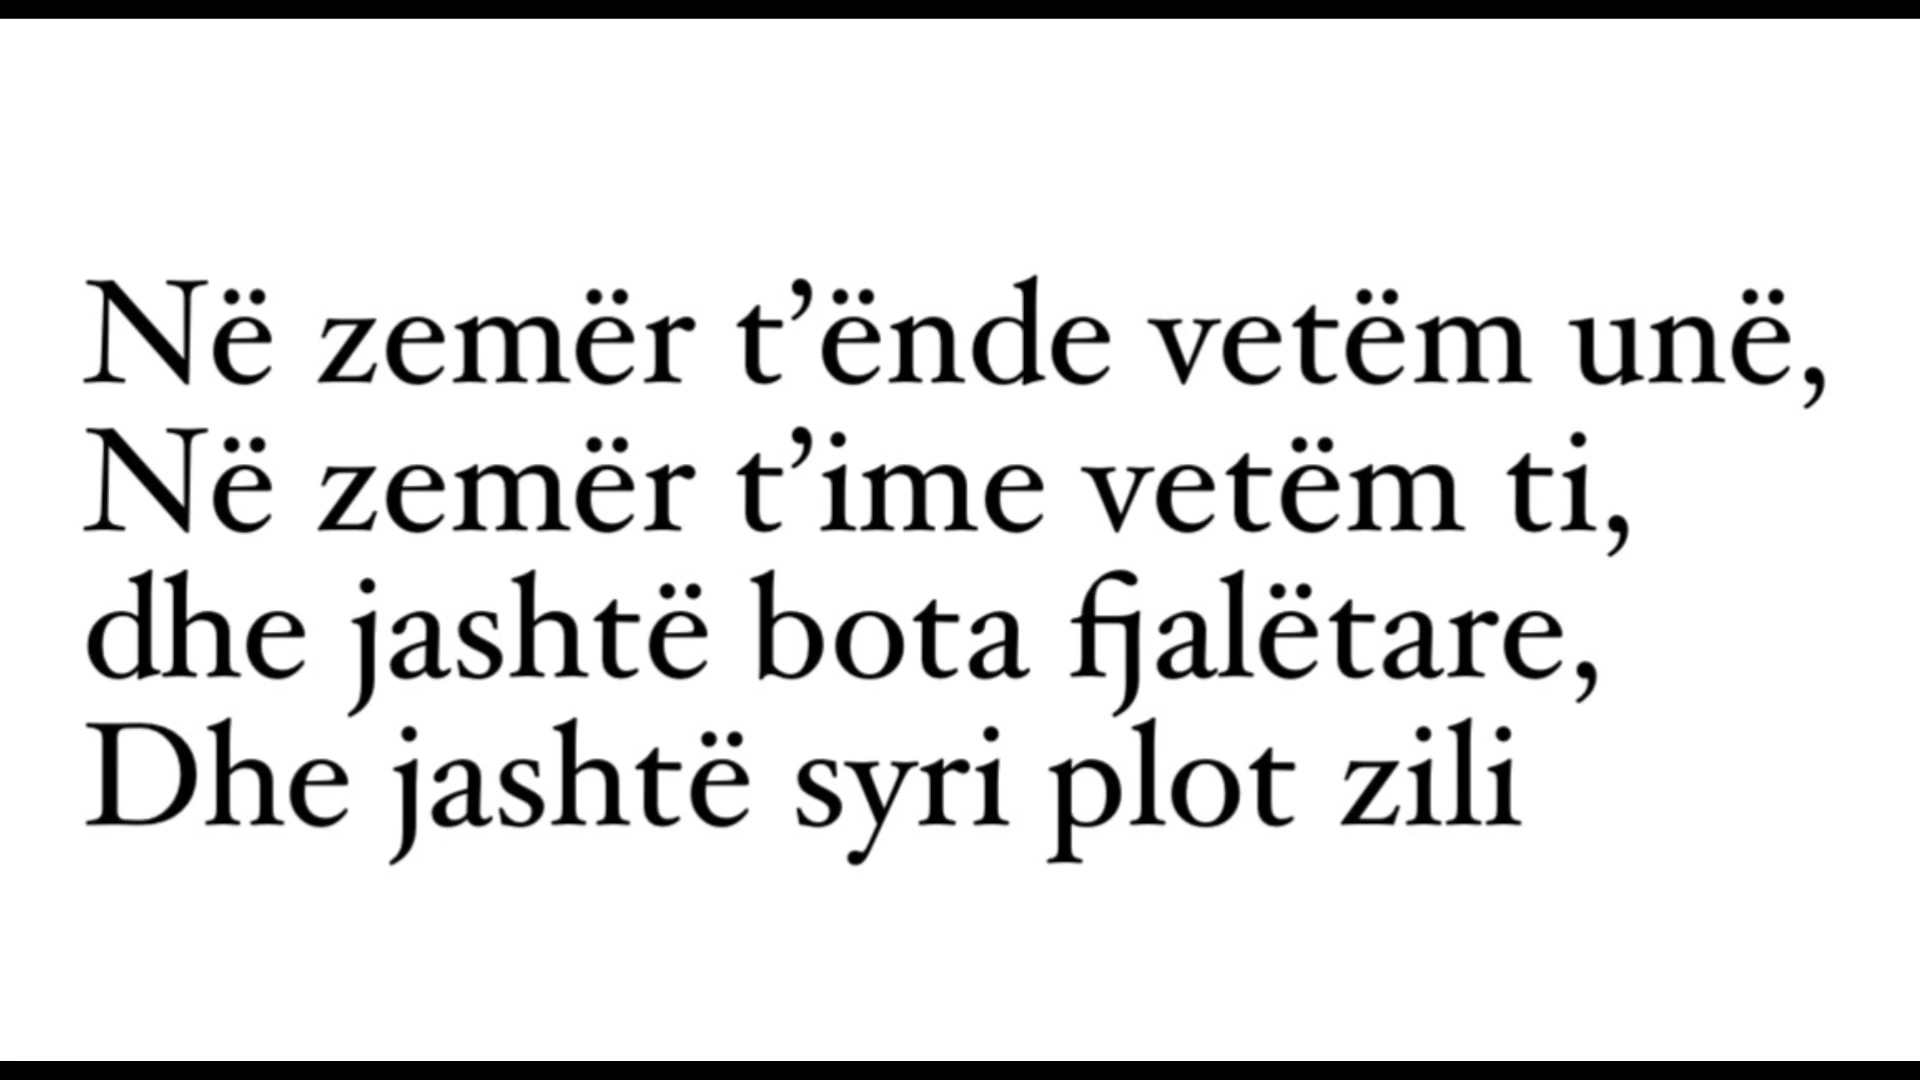 Në zemër t’ënde vetëm unë,
Në zemër t’ime vetëm ti,
dhe jashtë bota fjalëtare,
Dhe jashtë syri plot zili